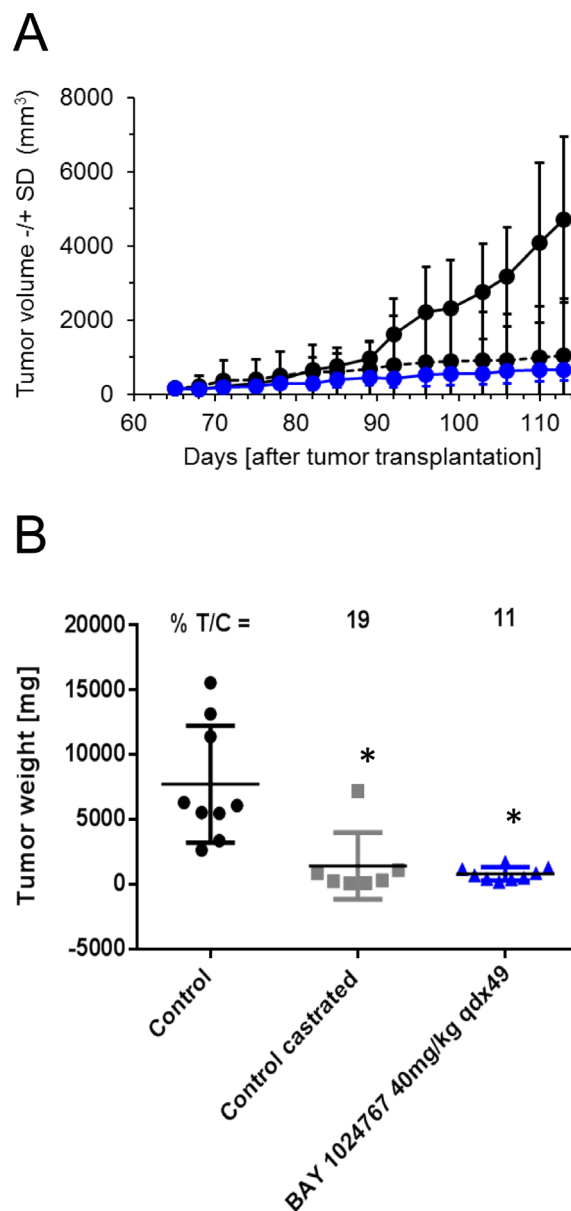 A
Tumor volume -/+ SD (mm³)
8000
6000
4000
2000
0
60 70 80 90 100 110
Days [after tumor transplantation]
B
Tumor weight [mg]
% T/C = 19 11
20000
15000
10000
5000
0
-5000
*
*
Control
Control castrated
BAY 1024767 40mg/kg qdx49